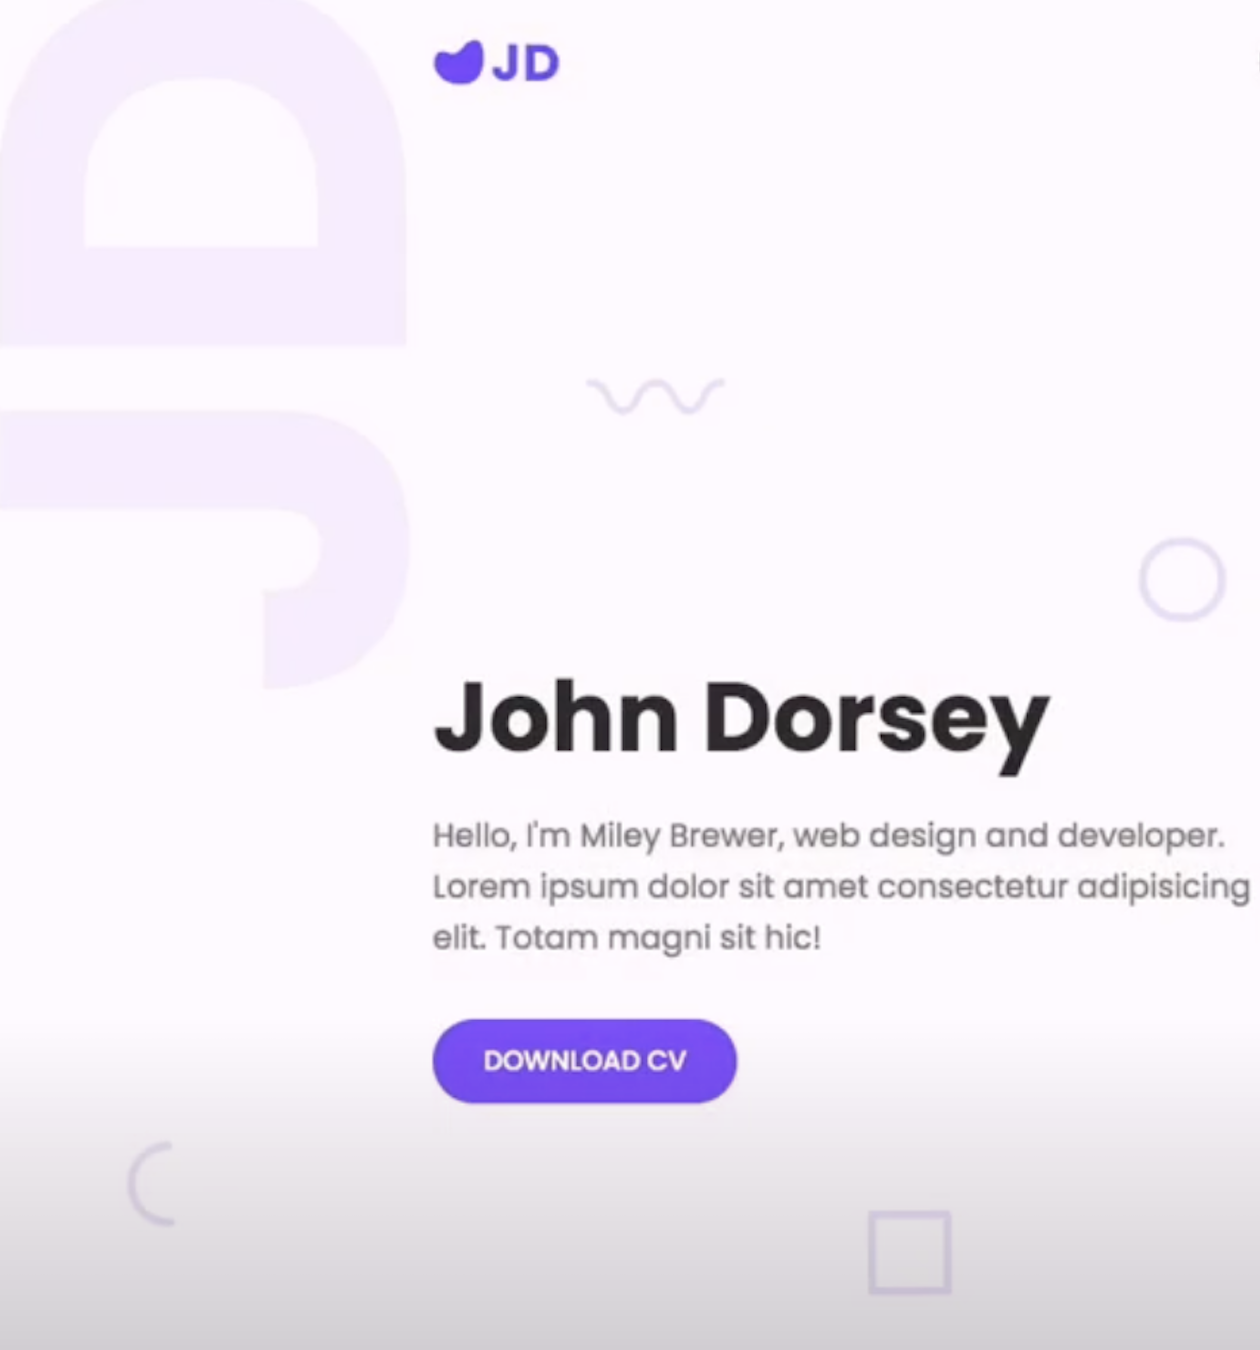 JD
JD
John Dorsey
Hello, I'm Miley Brewer, web design and developer.
Lorem ipsum dolor sit amet consectetur adipisicing
elit. Totam magni sit hic!
DOWNLOAD CV